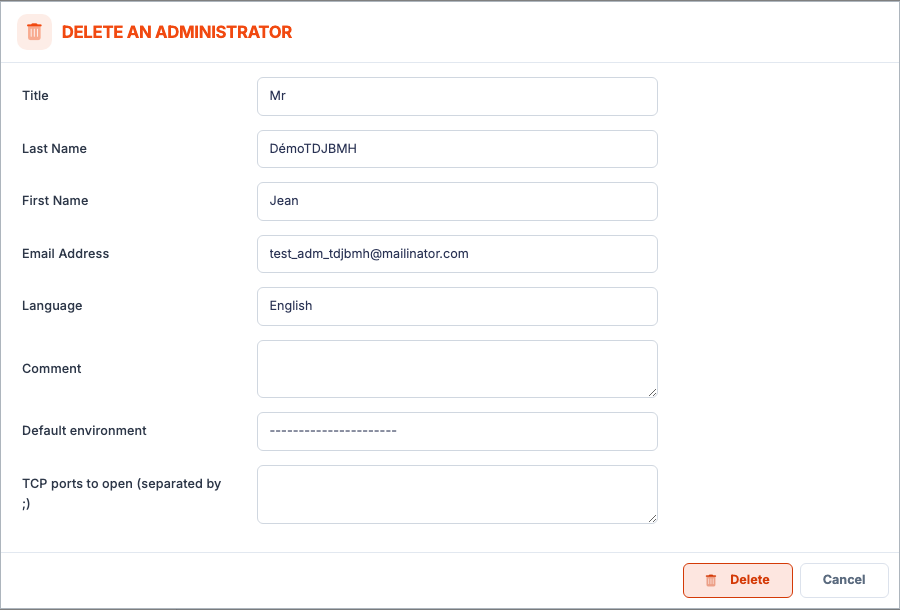 DELETE AN ADMINISTRATOR
Title
Mr
Last Name
DémoTDJBMH
First Name
Jean
Email Address
test_adm_tdjbmh@mailinator.com
Language
English
Comment
Default environment
----------------------
TCP ports to open (separated by
;)
Delete
Cancel